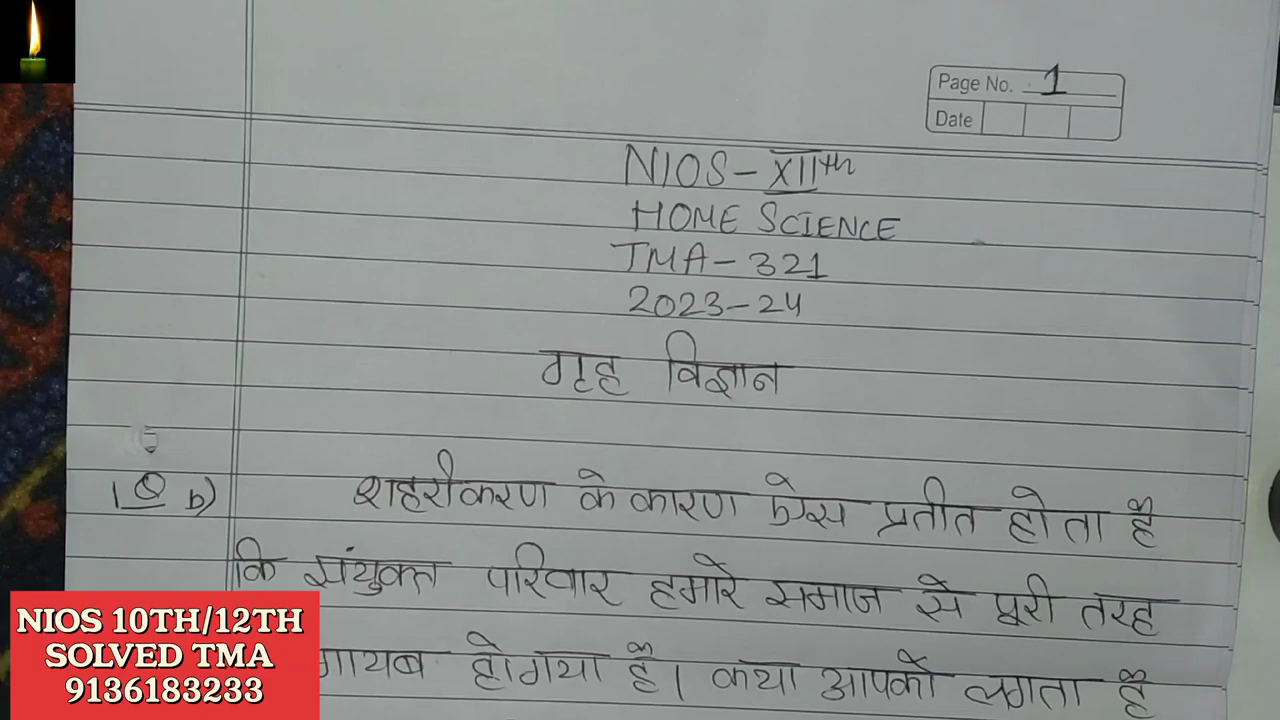 Page No. 1
Date
NIOS-XIIth
HOME SCIENCE
TMA-321
2023-24
गृह विज्ञान
1Q b) शहरीकरण के कारण ऐसा प्रतीत होता है
कि संयुक्त परिवार हमारे समाज से पूरी तरह
गायब होगया है। क्या आपको लगता है
NIOS 10TH/12TH
SOLVED TMA
9136183233